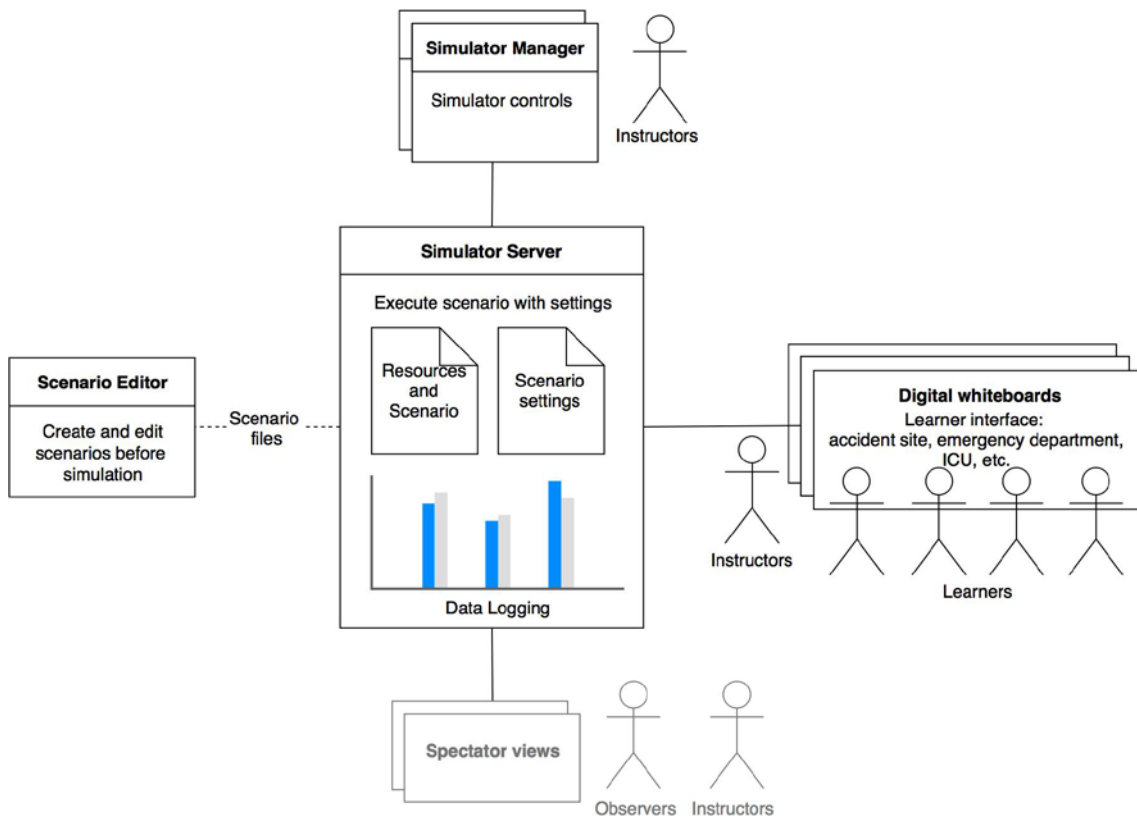 Simulator Manager
Simulator controls
Instructors
Simulator Server
Execute scenario with settings
Resources
and
Scenario
Scenario
settings
Data Logging
Scenario Editor
Create and edit
scenarios before
simulation
Scenario
files
Digital whiteboards
Learner interface:
accident site, emergency department,
ICU, etc.
Instructors
Learners
Spectator views
Observers
Instructors